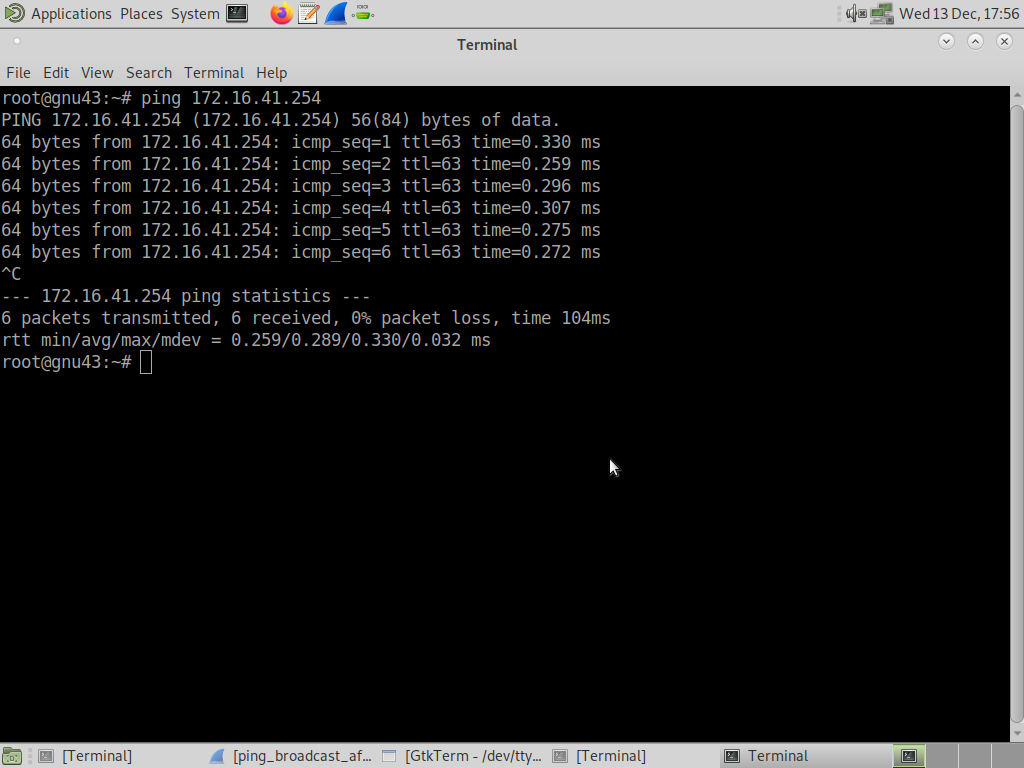 Applications Places System Wed 13 Dec, 17:56
Terminal
File Edit View Search Terminal Help
root@gnu43:~# ping 172.16.41.254
PING 172.16.41.254 (172.16.41.254) 56(84) bytes of data.
64 bytes from 172.16.41.254: icmp_seq=1 ttl=63 time=0.330 ms
64 bytes from 172.16.41.254: icmp_seq=2 ttl=63 time=0.259 ms
64 bytes from 172.16.41.254: icmp_seq=3 ttl=63 time=0.296 ms
64 bytes from 172.16.41.254: icmp_seq=4 ttl=63 time=0.307 ms
64 bytes from 172.16.41.254: icmp_seq=5 ttl=63 time=0.275 ms
64 bytes from 172.16.41.254: icmp_seq=6 ttl=63 time=0.272 ms
^C
--- 172.16.41.254 ping statistics ---
6 packets transmitted, 6 received, 0% packet loss, time 104ms
rtt min/avg/max/mdev = 0.259/0.289/0.330/0.032 ms
root@gnu43:~#
[Terminal] [ping_broadcast_af... [GtkTerm - /dev/tty... [Terminal] Terminal